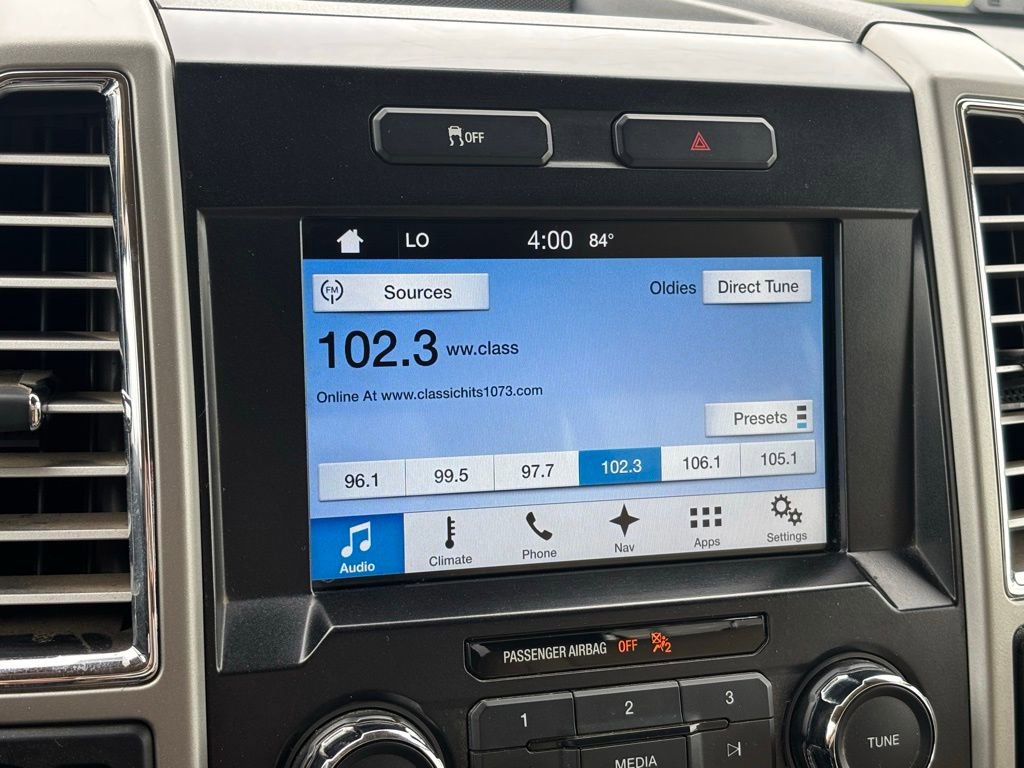 OFF
LO 4:00 84°
FM Sources Oldies Direct Tune
102.3 ww.class
Online At www.classichits1073.com
Presets
96.1 99.5 97.7 102.3 106.1 105.1
Audio Climate Phone Nav Apps Settings
PASSENGER AIRBAG OFF 2
1 2 3
MEDIA
TUNE